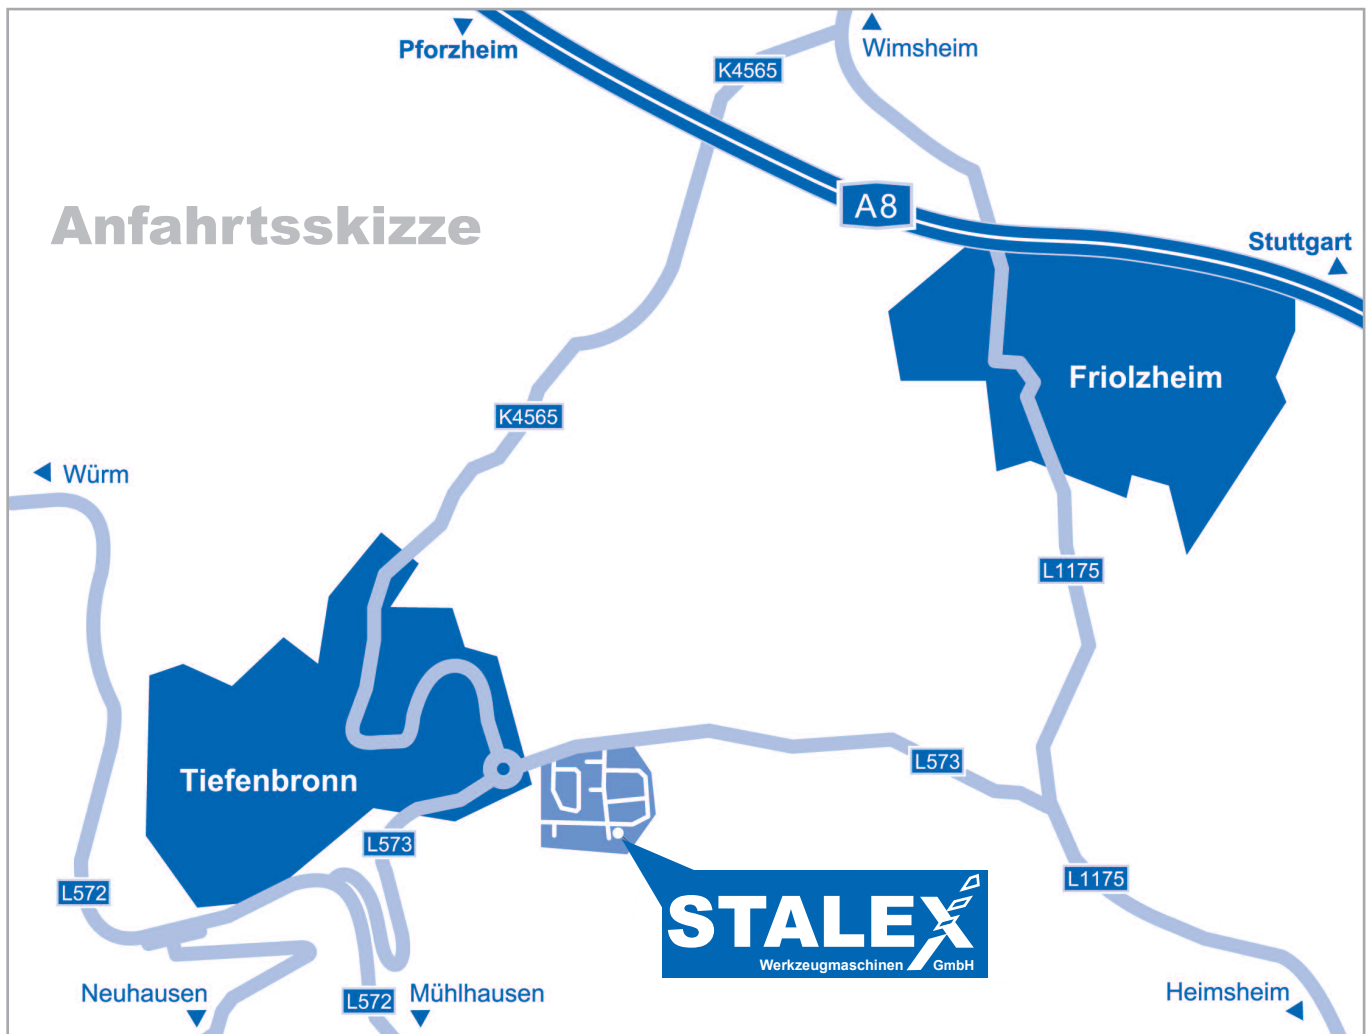 Pforzheim
Wimsheim
K4565
Anfahrtsskizze
A8
Stuttgart
Friolzheim
K4565
Würm
L1175
Tiefenbronn
L573
L573
L572
L1175
STALEX
Werkzeugmaschinen GmbH
Neuhausen
L572
Mühlhausen
Heimsheim